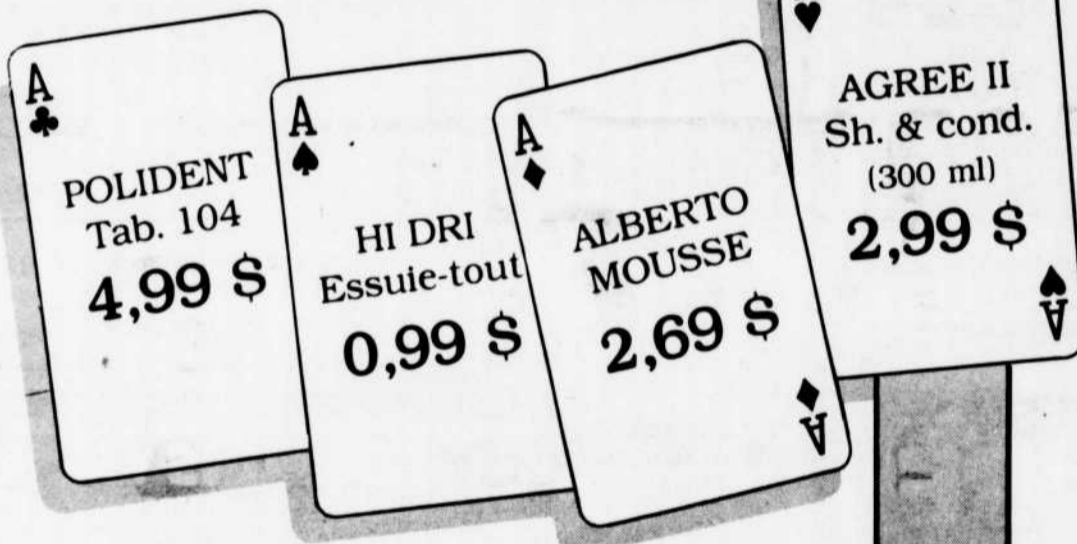 A
POLIDENT
Tab. 104
4,99 $
A
HI DRI
Essuie-tout
0,99 $
A
ALBERTO
MOUSSE
2,69 $
A
AGREE II
Sh. & cond.
(300 ml)
2,99 $
A